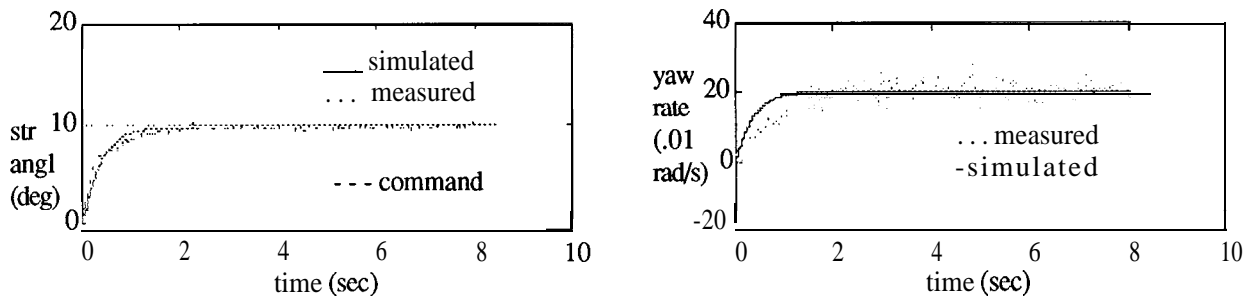 20
simulated
... measured
str
angl
(deg)
10
--- command
0
0 2 4 6 8 10
time (sec)
40
yaw
rate
(.01
rad/s)
20
... measured
-simulated
0
-20
0 2 4 6 8 10
time (sec)